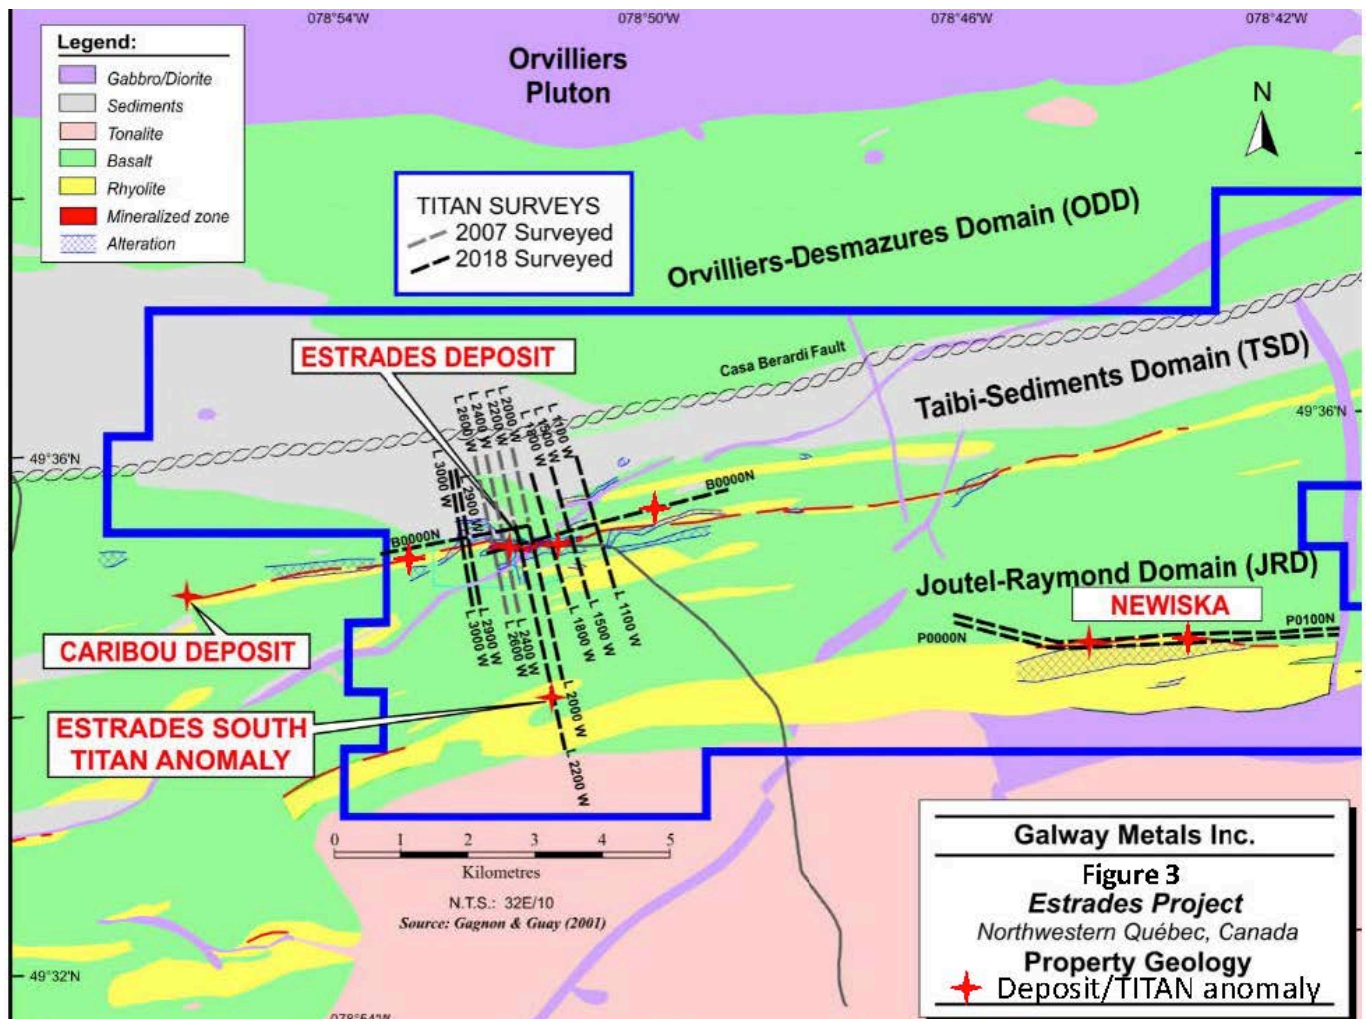 078°54'W
078°50'W
078°46'W
078°42'W
Legend:
Gabbro/Diorite
Sediments
Tonalite
Basalt
Rhyolite
Mineralized zone
Alteration
Orvilliers
Pluton
N
TITAN SURVEYS
2007 Surveyed
2018 Surveyed
Orvilliers-Desmazures Domain (ODD)
Casa Berardi Fault
Taibi-Sediments Domain (TSD)
ESTRADES DEPOSIT
49°36'N
49°36'N
L 3000 W
L 2900 W
L 2600 W
L 2400 W
L 2200 W
L 2000 W
L 1800 W
L 1500 W
L 1100 W
B0000N
B0000N
Joutel-Raymond Domain (JRD)
NEWISKA
P0000N
P0100N
CARIBOU DEPOSIT
L 3000 W
L 2900 W
L 2600 W
L 2400 W
L 1800 W
L 1500 W
L 1100 W
ESTRADES SOUTH
TITAN ANOMALY
L 2000 W
L 2200 W
0 1 2 3 4 5
Kilometres
N.T.S.: 32E/10
Source: Gagnon & Guay (2001)
Galway Metals Inc.
Figure 3
Estrades Project
Northwestern Québec, Canada
Property Geology
Deposit/TITAN anomaly
49°32'N
078°54'W